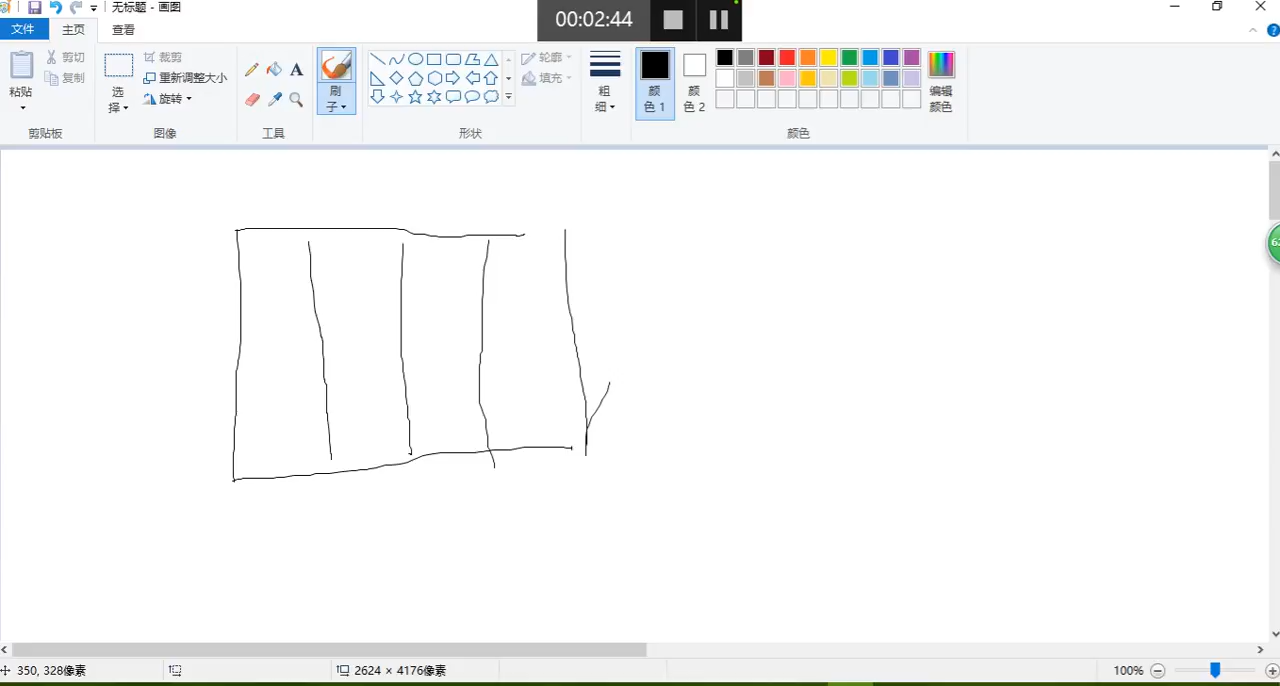 无标题 - 画图
00:02:44
文件 主页 查看
粘贴
剪切
复制
选择
裁剪
重新调整大小
旋转
A
刷子
轮廓
填充
粗细
颜色 1
颜色 2
编辑颜色
剪贴板 图像 工具 形状 颜色
62
350, 328像素
2624 × 4176像素
100%